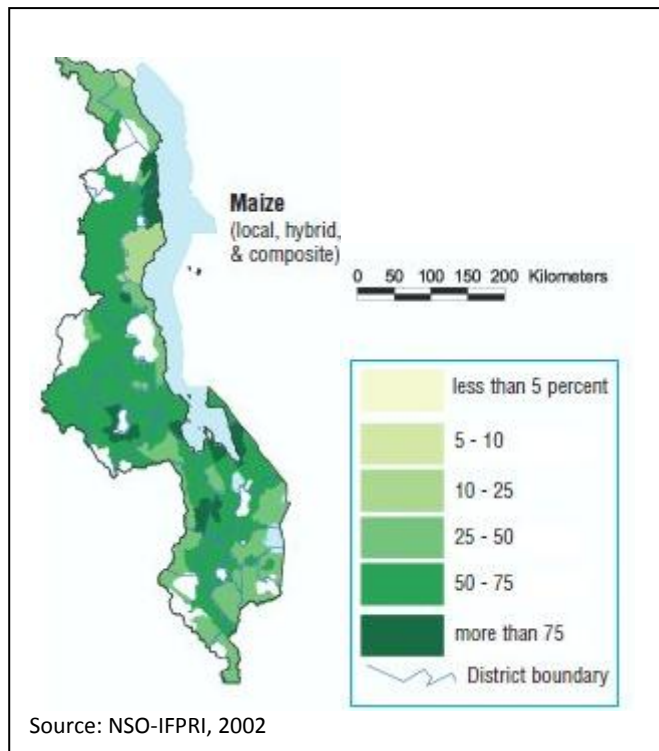 Maize
(local, hybrid,
& composite)
0 50 100 150 200 Kilometers
less than 5 percent
5 - 10
10 - 25
25 - 50
50 - 75
more than 75
District boundary
Source: NSO-IFPRI, 2002